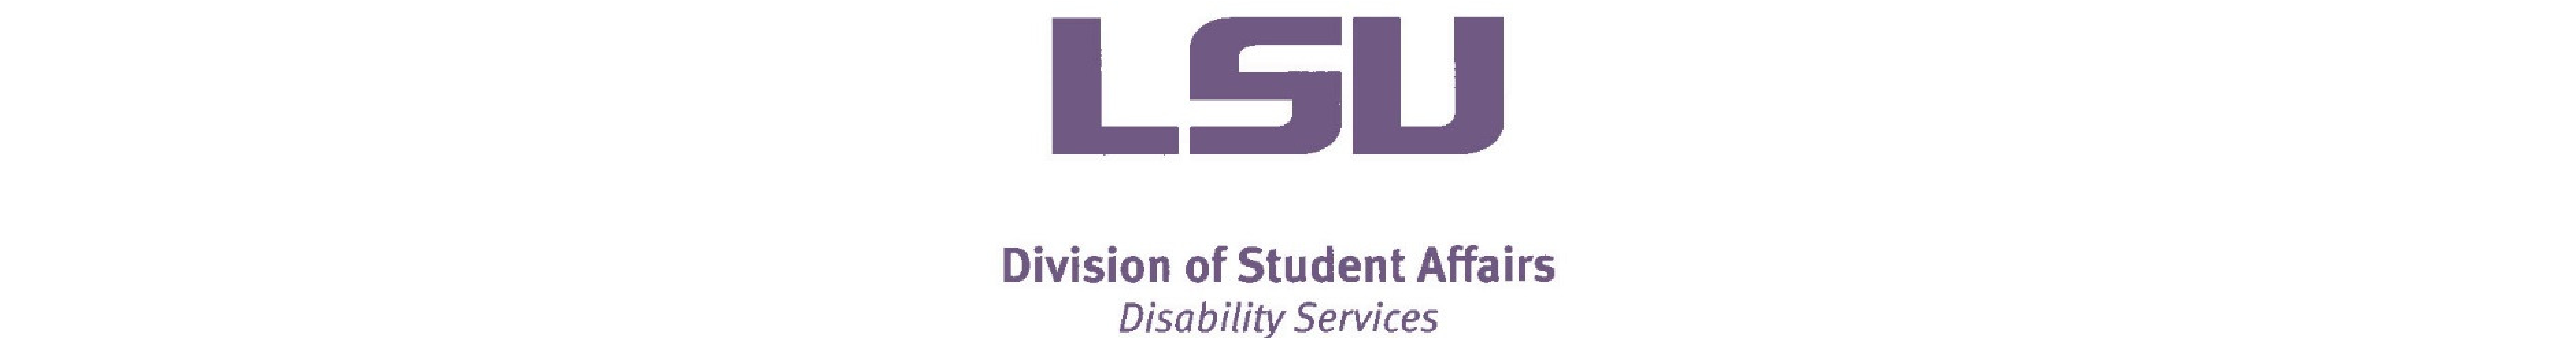 LSU
Division of Student Affairs
Disability Services